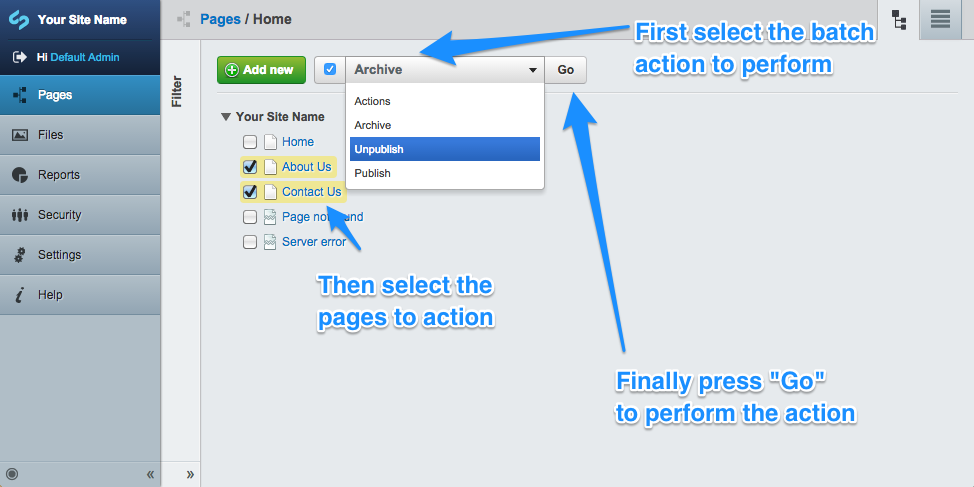 Your Site Name
Pages / Home
First select the batch
action to perform
Hi Default Admin
Filter
Add new
Archive
Go
Pages
Files
Reports
Security
Settings
Help
Actions
Archive
Unpublish
Publish
Your Site Name
Home
About Us
Contact Us
Page not und
Server error
Then select the
pages to action
Finally press "Go"
to perform the action
«
»